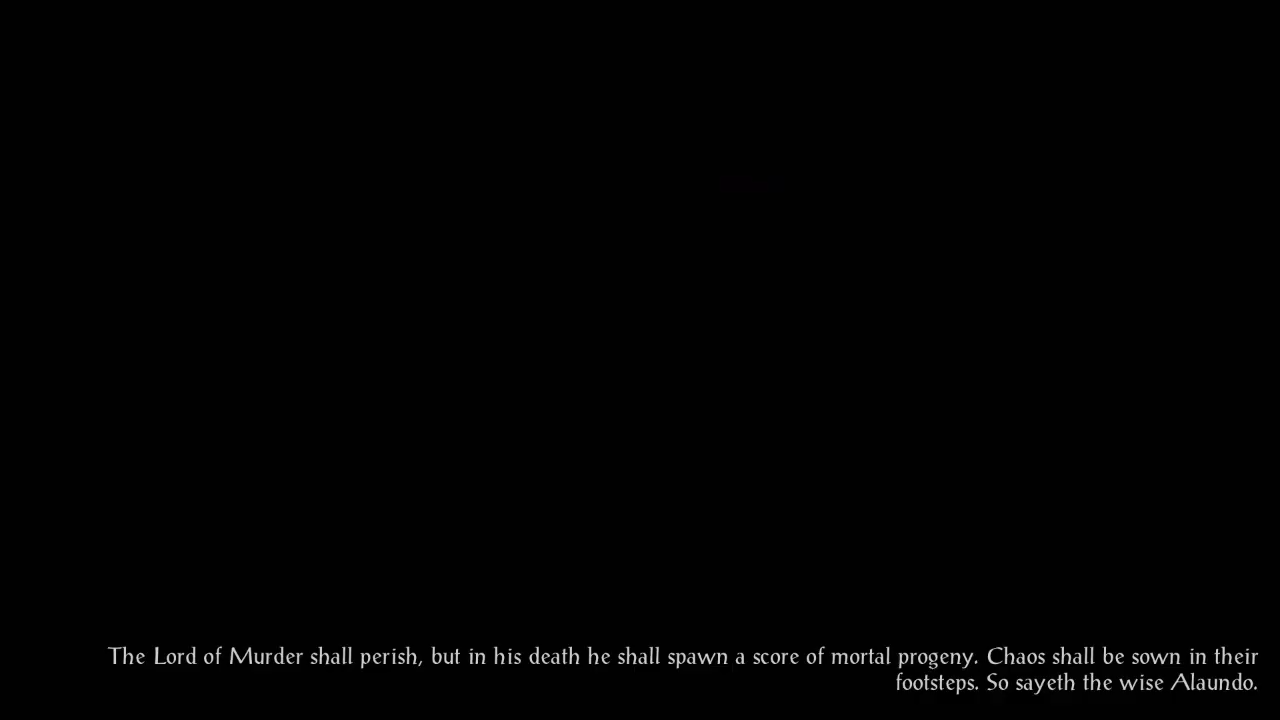 The Lord of Murder shall perish, but in his death he shall spawn a score of mortal progeny. Chaos shall be sown in their
footsteps. So sayeth the wise Alaundo.